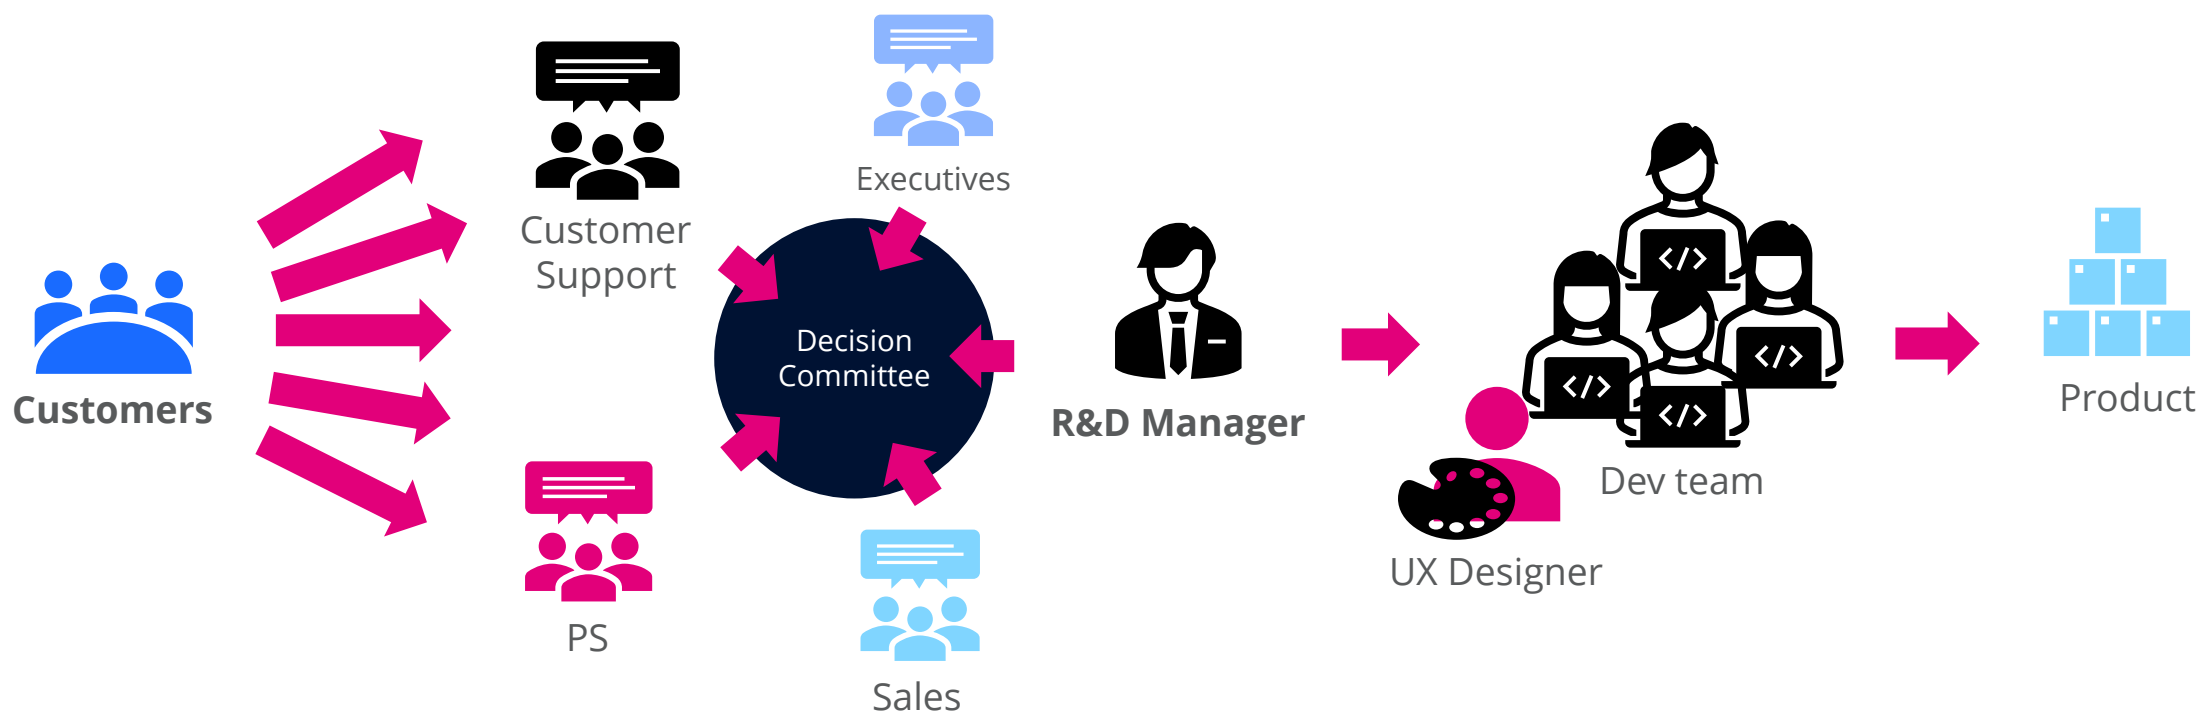 Customers
Customer
Support
PS
Executives
Decision
Committee
Sales
R&D Manager
</>
</>
</>
</>
Dev team
UX Designer
Product